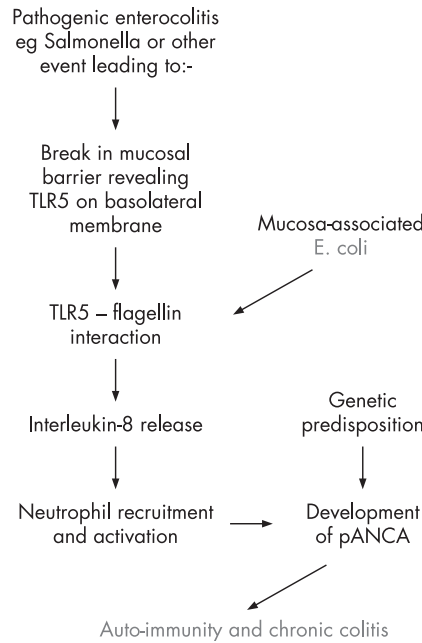 Pathogenic enterocolitis
eg Salmonella or other
event leading to:-
Break in mucosal
barrier revealing
TLR5 on basolateral
membrane
Mucosa-associated
E. coli
TLR5 – flagellin
interaction
Interleukin-8 release
Genetic
predisposition
Neutrophil recruitment
and activation
Development
of pANCA
Auto-immunity and chronic colitis